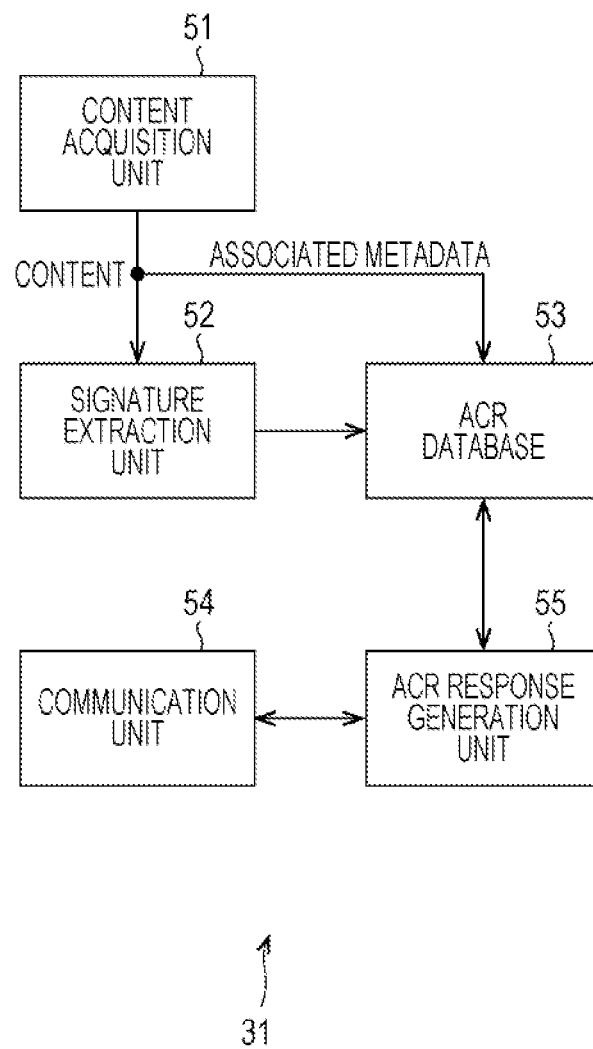 51
CONTENT
ACQUISITION
UNIT
ASSOCIATED METADATA
CONTENT
52
53
SIGNATURE
EXTRACTION
UNIT
ACR
DATABASE
54
55
COMMUNICATION
UNIT
ACR RESPONSE
GENERATION
UNIT
31